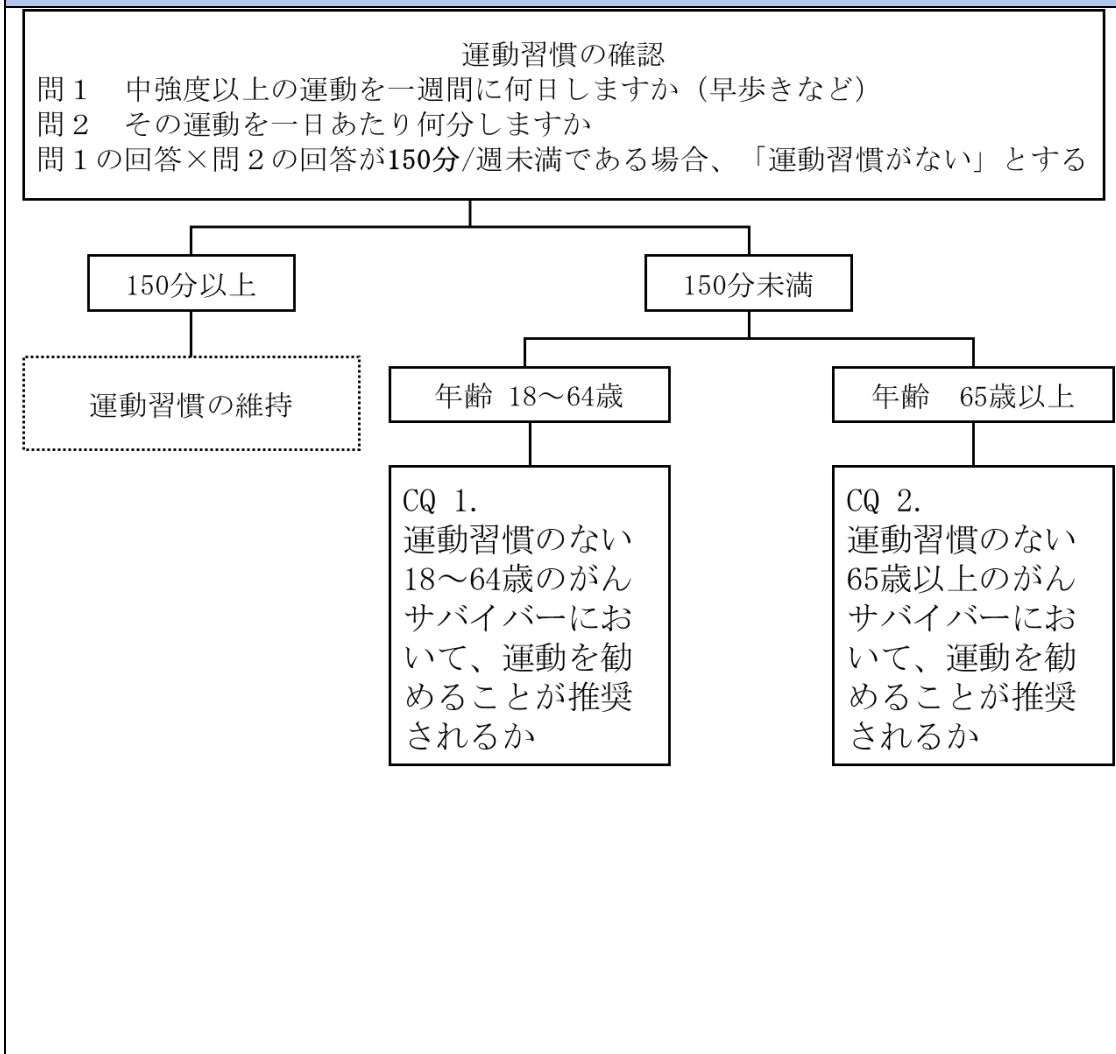 運動習慣の確認
問1　中強度以上の運動を一週間に何日しますか（早歩きなど）
問2　その運動を一日あたり何分しますか
問1の回答×問2の回答が150分/週未満である場合、「運動習慣がない」とする
150分以上
150分未満
運動習慣の維持
年齢 18～64歳
年齢　65歳以上
CQ 1.
運動習慣のない
18～64歳のがん
サバイバーにお
いて、運動を勧
めることが推奨
されるか
CQ 2.
運動習慣のない
65歳以上のがん
サバイバーにお
いて、運動を勧
めることが推奨
されるか